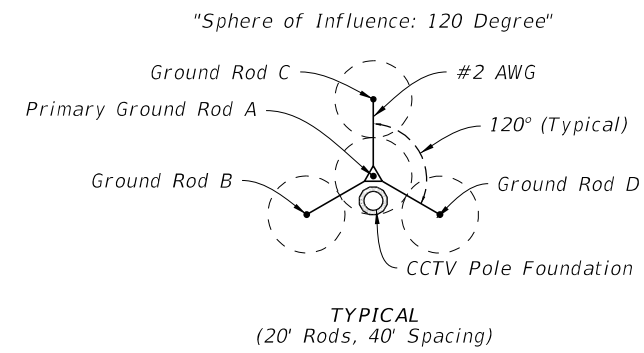 "Sphere of Influence: 120 Degree"
Ground Rod C
#2 AWG
Primary Ground Rod A
120° (Typical)
Ground Rod B
Ground Rod D
CCTV Pole Foundation
TYPICAL
(20' Rods, 40' Spacing)